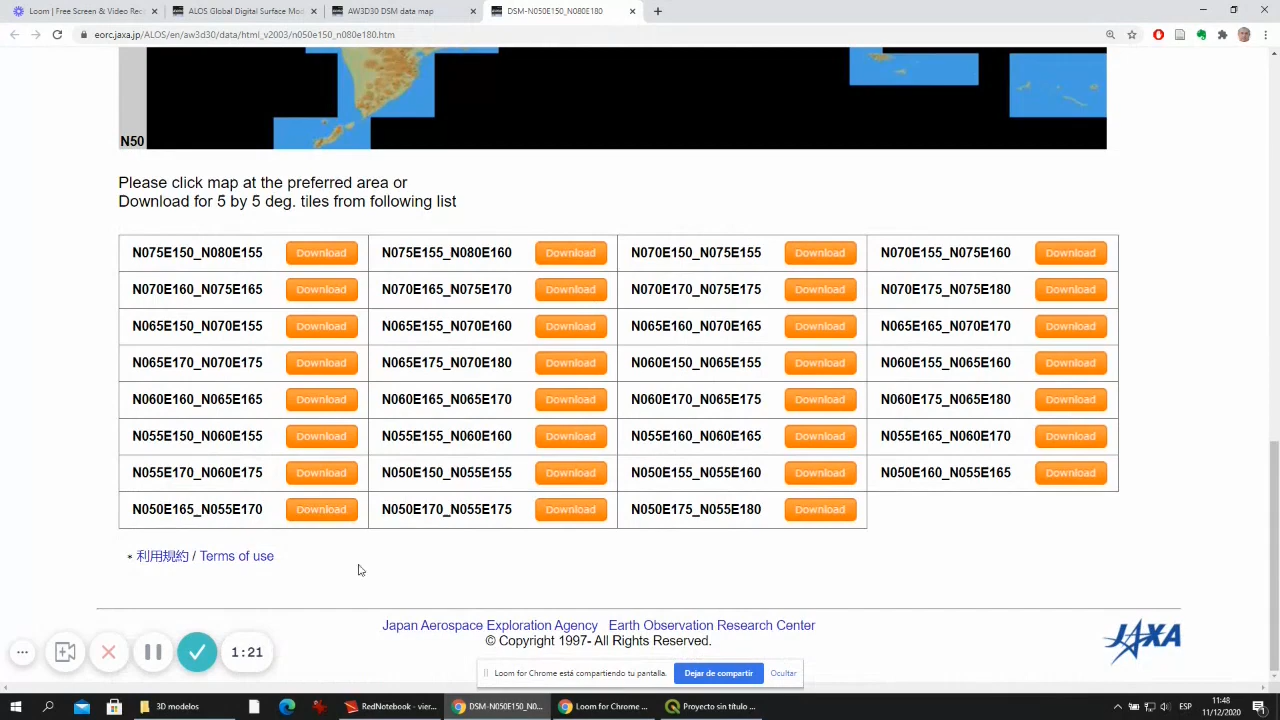 Loom | Free Screen & Video Rec
ALOS Global Digital Surface Mod
AW3D30 DSM data map
DSM-N050E150_N080E180
eorc.jaxa.jp/ALOS/en/aw3d30/data/html_v2003/n050e150_n080e180.htm
N50
Please click map at the preferred area or
Download for 5 by 5 deg. tiles from following list
N075E150_N080E155 Download N075E155_N080E160 Download N070E150_N075E155 Download N070E155_N075E160 Download
N070E160_N075E165 Download N070E165_N075E170 Download N070E170_N075E175 Download N070E175_N075E180 Download
N065E150_N070E155 Download N065E155_N070E160 Download N065E160_N070E165 Download N065E165_N070E170 Download
N065E170_N070E175 Download N065E175_N070E180 Download N060E150_N065E155 Download N060E155_N065E160 Download
N060E160_N065E165 Download N060E165_N065E170 Download N060E170_N065E175 Download N060E175_N065E180 Download
N055E150_N060E155 Download N055E155_N060E160 Download N055E160_N060E165 Download N055E165_N060E170 Download
N055E170_N060E175 Download N050E150_N055E155 Download N050E155_N055E160 Download N050E160_N055E165 Download
N050E165_N055E170 Download N050E170_N055E175 Download N050E175_N055E180 Download
* 利用規約 / Terms of use
Japan Aerospace Exploration Agency Earth Observation Research Center
© Copyright 1997- All Rights Reserved.
JAXA
1:21
Loom for Chrome está compartiendo tu pantalla. Dejar de compartir Ocultar
3D modelos
RedNotebook - vier...
DSM-N050E150_N0...
Loom for Chrome ...
Proyecto sin título ...
ESP
11:48
11/12/2020